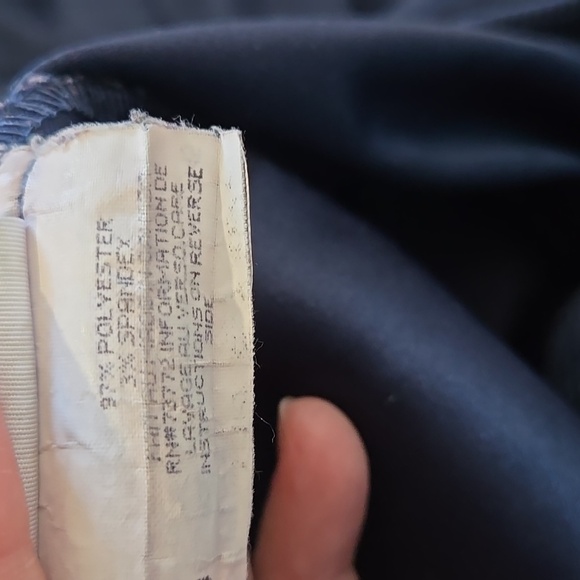 97% POLYESTER
3% SPANDEX
RN#73772 INFORMATION DE
LAVAGE AU VERSO.CARE
INSTRUCTIONS ON REVERSE
SIDE